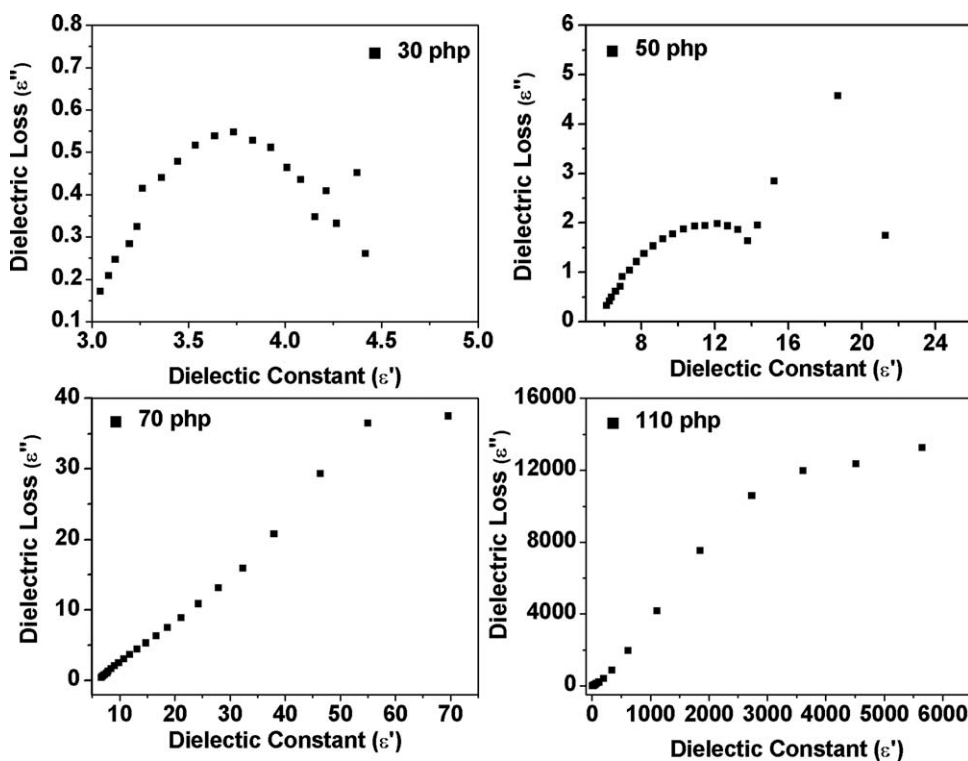 0.8
0.7
0.6
0.5
0.4
0.3
0.2
0.1
3.0 3.5 4.0 4.5 5.0
Dielectric Loss (ε")
Dielectic Constant (ε')
■ 30 php
6
5
4
3
2
1
0
8 12 16 20 24
Dielectric Loss (ε")
Dielectic Constant (ε')
■ 50 php
40
30
20
10
0
10 20 30 40 50 60 70
Dielectric Loss (ε")
Dielectic Constant (ε')
■ 70 php
16000
12000
8000
4000
0
0 1000 2000 3000 4000 5000 6000
Dielectric Loss (ε")
Dielectic Constant (ε')
■ 110 php